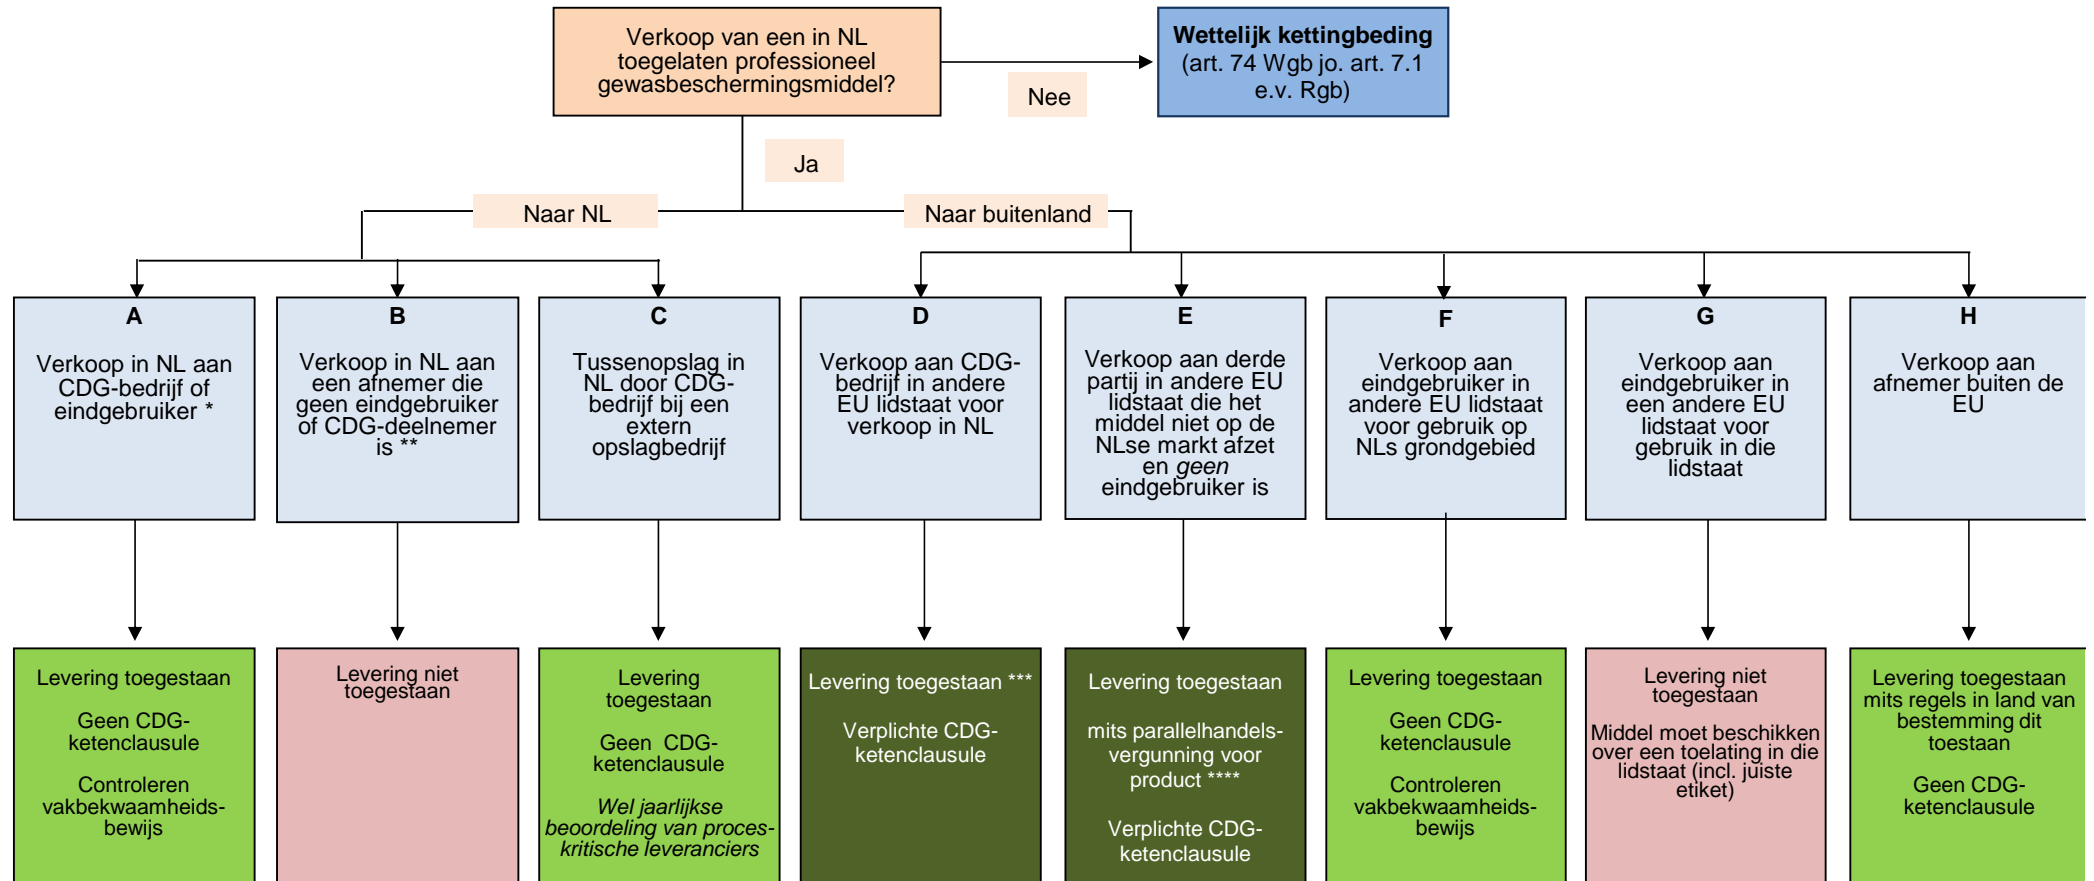 Verkoop van een in NL
toegelaten professioneel
gewasbeschermingsmiddel?
Nee
Wettelijk kettingbeding
(art. 74 Wgb jo. art. 7.1
e.v. Rgb)
Ja
Naar NL
Naar buitenland
A
Verkoop in NL aan
CDG-bedrijf of
eindgebruiker *
B
Verkoop in NL aan
een afnemer die
geen eindgebruiker
of CDG-deelnemer
is **
C
Tussenopslag in
NL door CDG-
bedrijf bij een
extern
opslagbedrijf
D
Verkoop aan CDG-
bedrijf in andere
EU lidstaat voor
verkoop in NL
E
Verkoop aan derde
partij in andere EU
lidstaat die het
middel niet op de
NLse markt afzet
en geen
eindgebruiker is
F
Verkoop aan
eindgebruiker in
andere EU lidstaat
voor gebruik op
NLs grondgebied
G
Verkoop aan
eindgebruiker in
een andere EU
lidstaat voor
gebruik in die
lidstaat
H
Verkoop aan
afnemer buiten de
EU
Levering toegestaan
Geen CDG-
ketenclausule
Controleren
vakbekwaamheids-
bewijs
Levering niet
toegestaan
Levering
toegestaan
Geen CDG-
ketenclausule
Wel jaarlijkse
beoordeling van proces-
kritische leveranciers
Levering toegestaan ***
Verplichte CDG-
ketenclausule
Levering toegestaan
mits parallelhandels-
vergunning voor
product ****
Verplichte CDG-
ketenclausule
Levering toegestaan
Geen CDG-
ketenclausule
Controleren
vakbekwaamheids-
bewijs
Levering niet
toegestaan
Middel moet beschikken
over een toelating in die
lidstaat (incl. juiste
etiket)
Levering toegestaan
mits regels in land van
bestemming dit
toestaan
Geen CDG-
ketenclausule